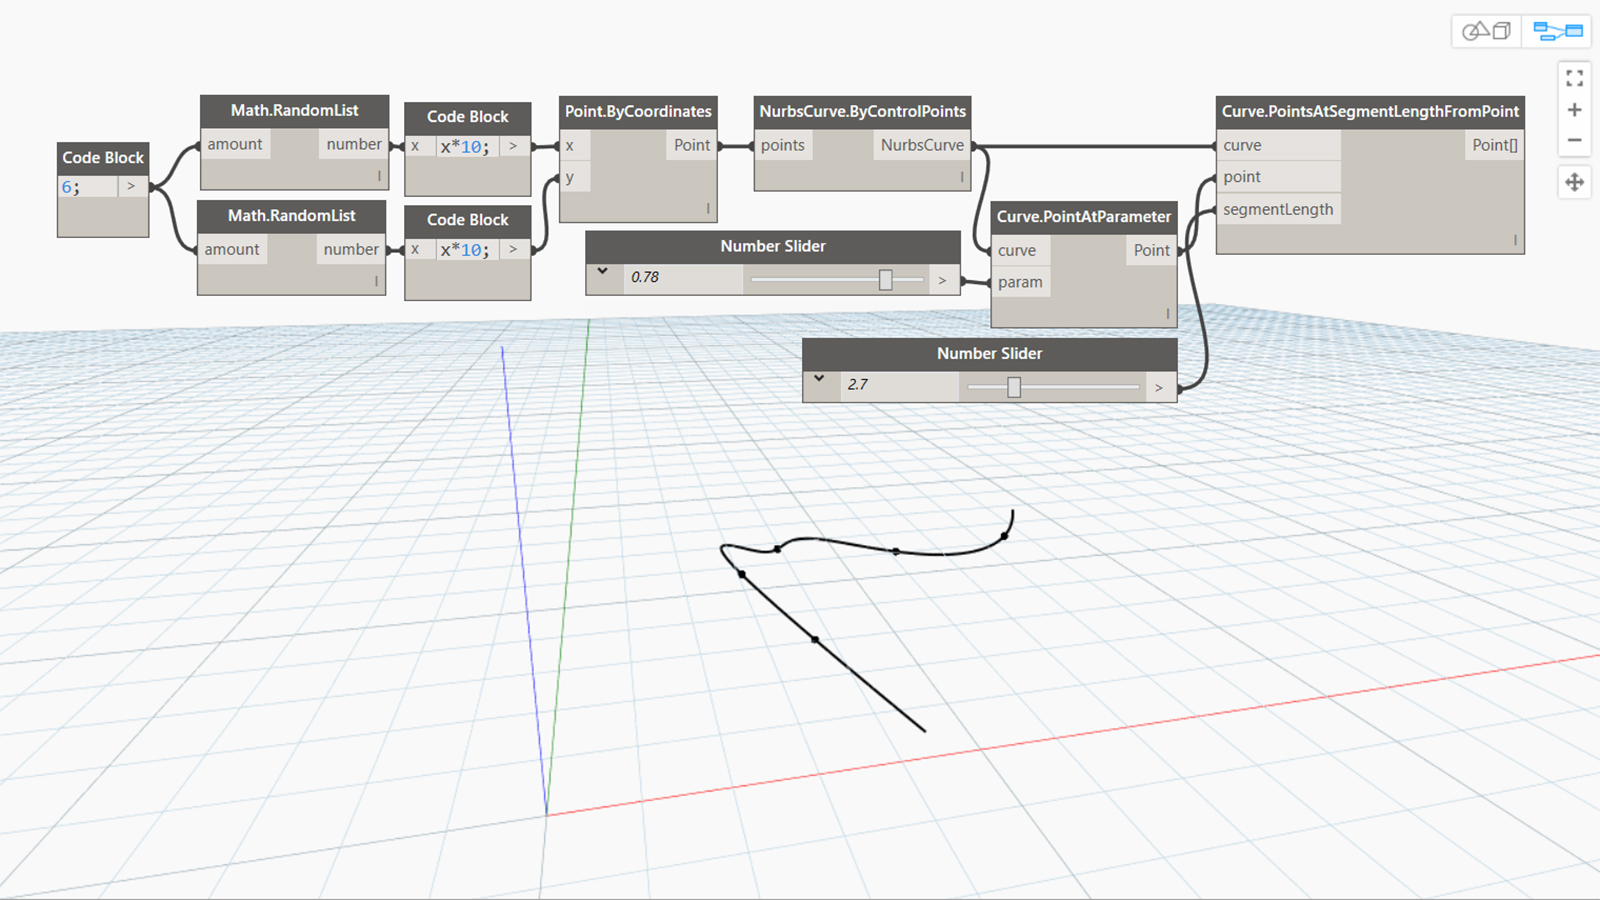 Code Block
6; >
Math.RandomList
amount number
Math.RandomList
amount number
Code Block
x x*10; >
Code Block
x x*10; >
Point.ByCoordinates
x Point
y
NurbsCurve.ByControlPoints
points NurbsCurve
Number Slider
0.78 >
Curve.PointAtParameter
curve Point
param
Number Slider
2.7 >
Curve.PointsAtSegmentLengthFromPoint
curve Point[]
point
segmentLength